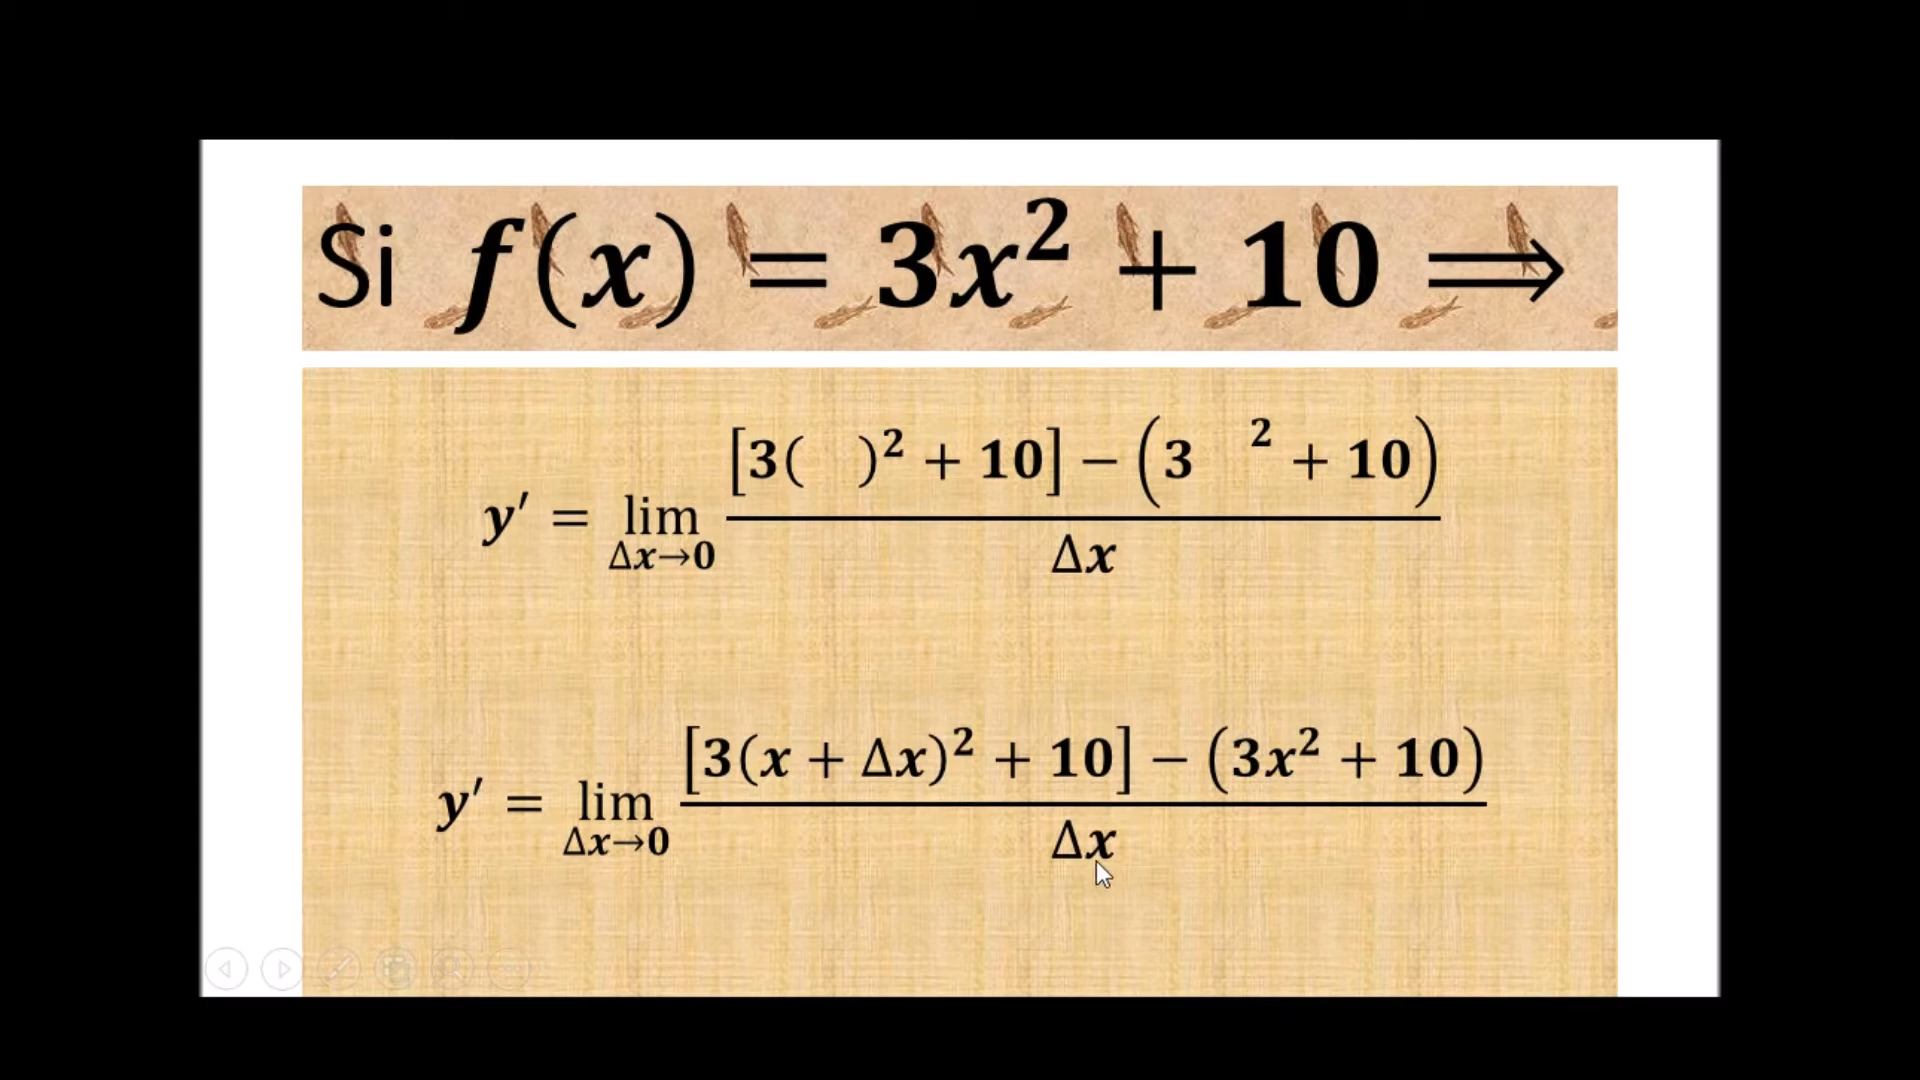 Si f(x) = 3x² + 10 ⟹
y′ = lim Δx→0 [3( )² + 10] − (3 ² + 10) / Δx
y′ = lim Δx→0 [3(x + Δx)² + 10] − (3x² + 10) / Δx